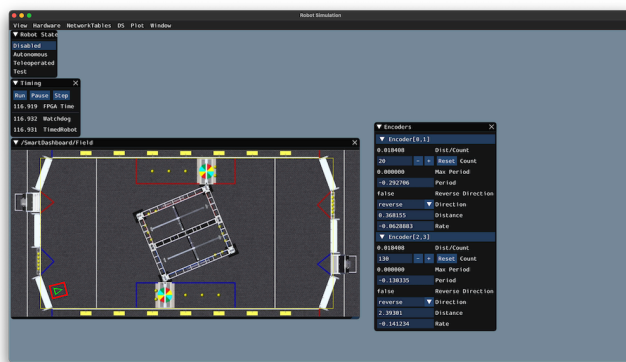 Robot Simulation
View Hardware NetworkTables DS Plot Window
Robot State
Disabled
Autonomous
Teleoperated
Test
Timing
Run Pause Step
116.919 FPGA Time
116.932 Watchdog
116.931 TimedRobot
/SmartDashboard/Field
Encoders
Encoder[0,1]
0.018408 Dist/Count
20 - + Reset Count
0.000000 Max Period
-0.292706 Period
false Reverse Direction
reverse Direction
0.368155 Distance
-0.0628883 Rate
Encoder[2,3]
0.018408 Dist/Count
130 - + Reset Count
0.000000 Max Period
-0.130335 Period
false Reverse Direction
reverse Direction
2.39301 Distance
-0.141234 Rate